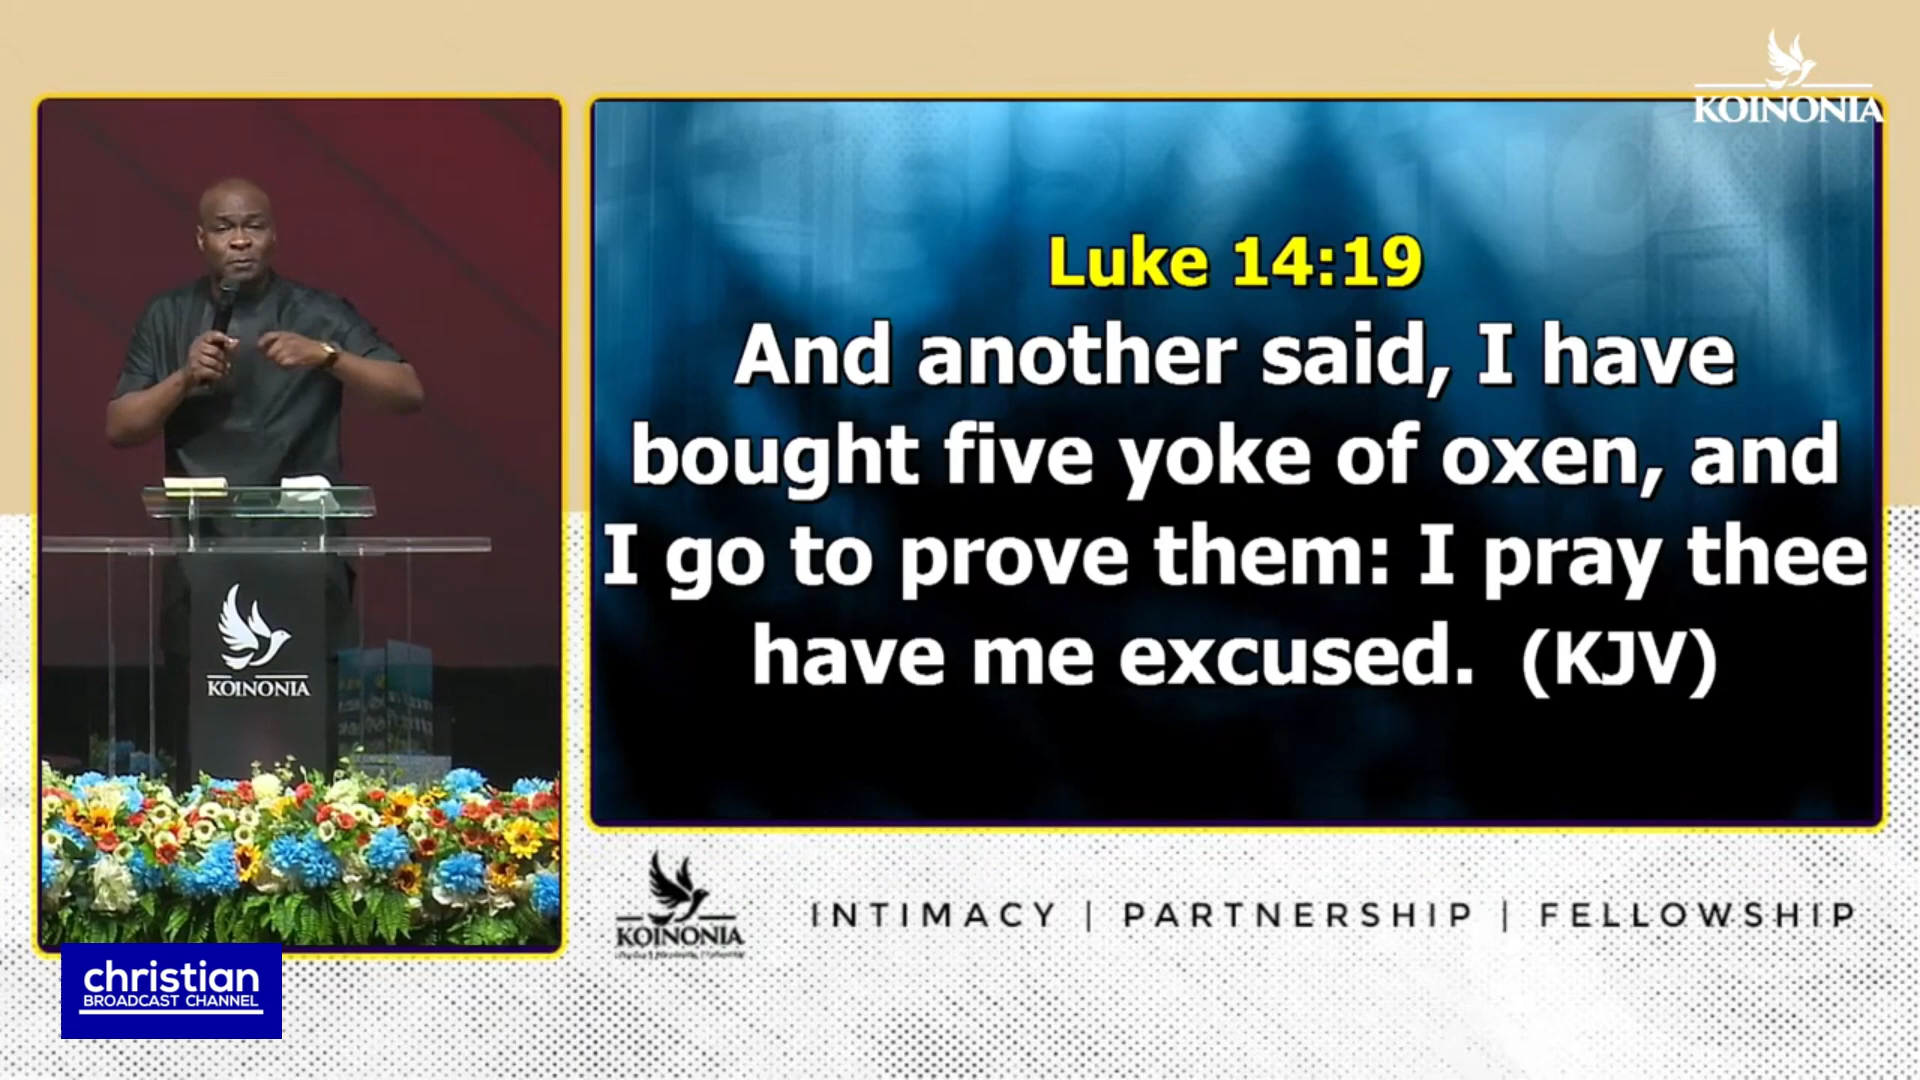 KOINONIA
Luke 14:19
And another said, I have
bought five yoke of oxen, and
I go to prove them: I pray thee
have me excused. (KJV)
KOINONIA
KOINONIA
INTIMACY | PARTNERSHIP | FELLOWSHIP
christian
BROADCAST CHANNEL